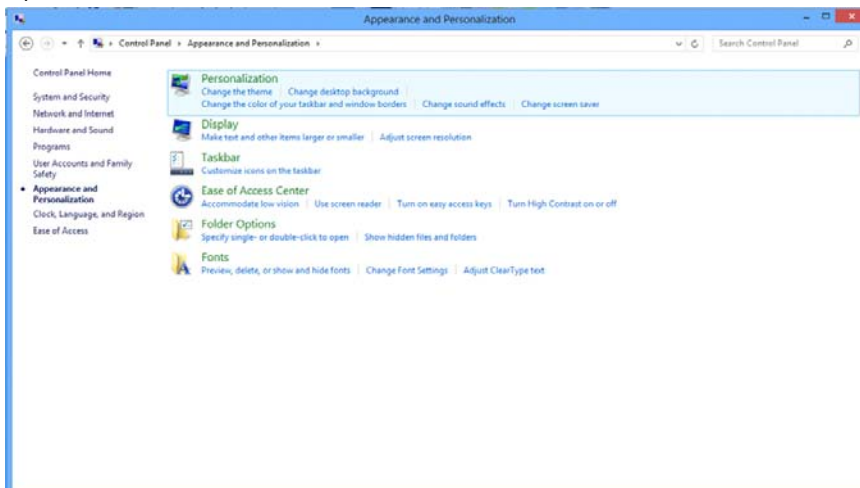 Appearance and Personalization
Control Panel › Appearance and Personalization ›
Search Control Panel
Control Panel Home
System and Security
Network and Internet
Hardware and Sound
Programs
User Accounts and Family
Safety
Appearance and
Personalization
Clock, Language, and Region
Ease of Access
Personalization
Change the theme
Change desktop background
Change the color of your taskbar and window borders
Change sound effects
Change screen saver
Display
Make text and other items larger or smaller
Adjust screen resolution
Taskbar
Customize icons on the taskbar
Ease of Access Center
Accommodate low vision
Use screen reader
Turn on easy access keys
Turn High Contrast on or off
Folder Options
Specify single- or double-click to open
Show hidden files and folders
Fonts
Preview, delete, or show and hide fonts
Change Font Settings
Adjust ClearType text